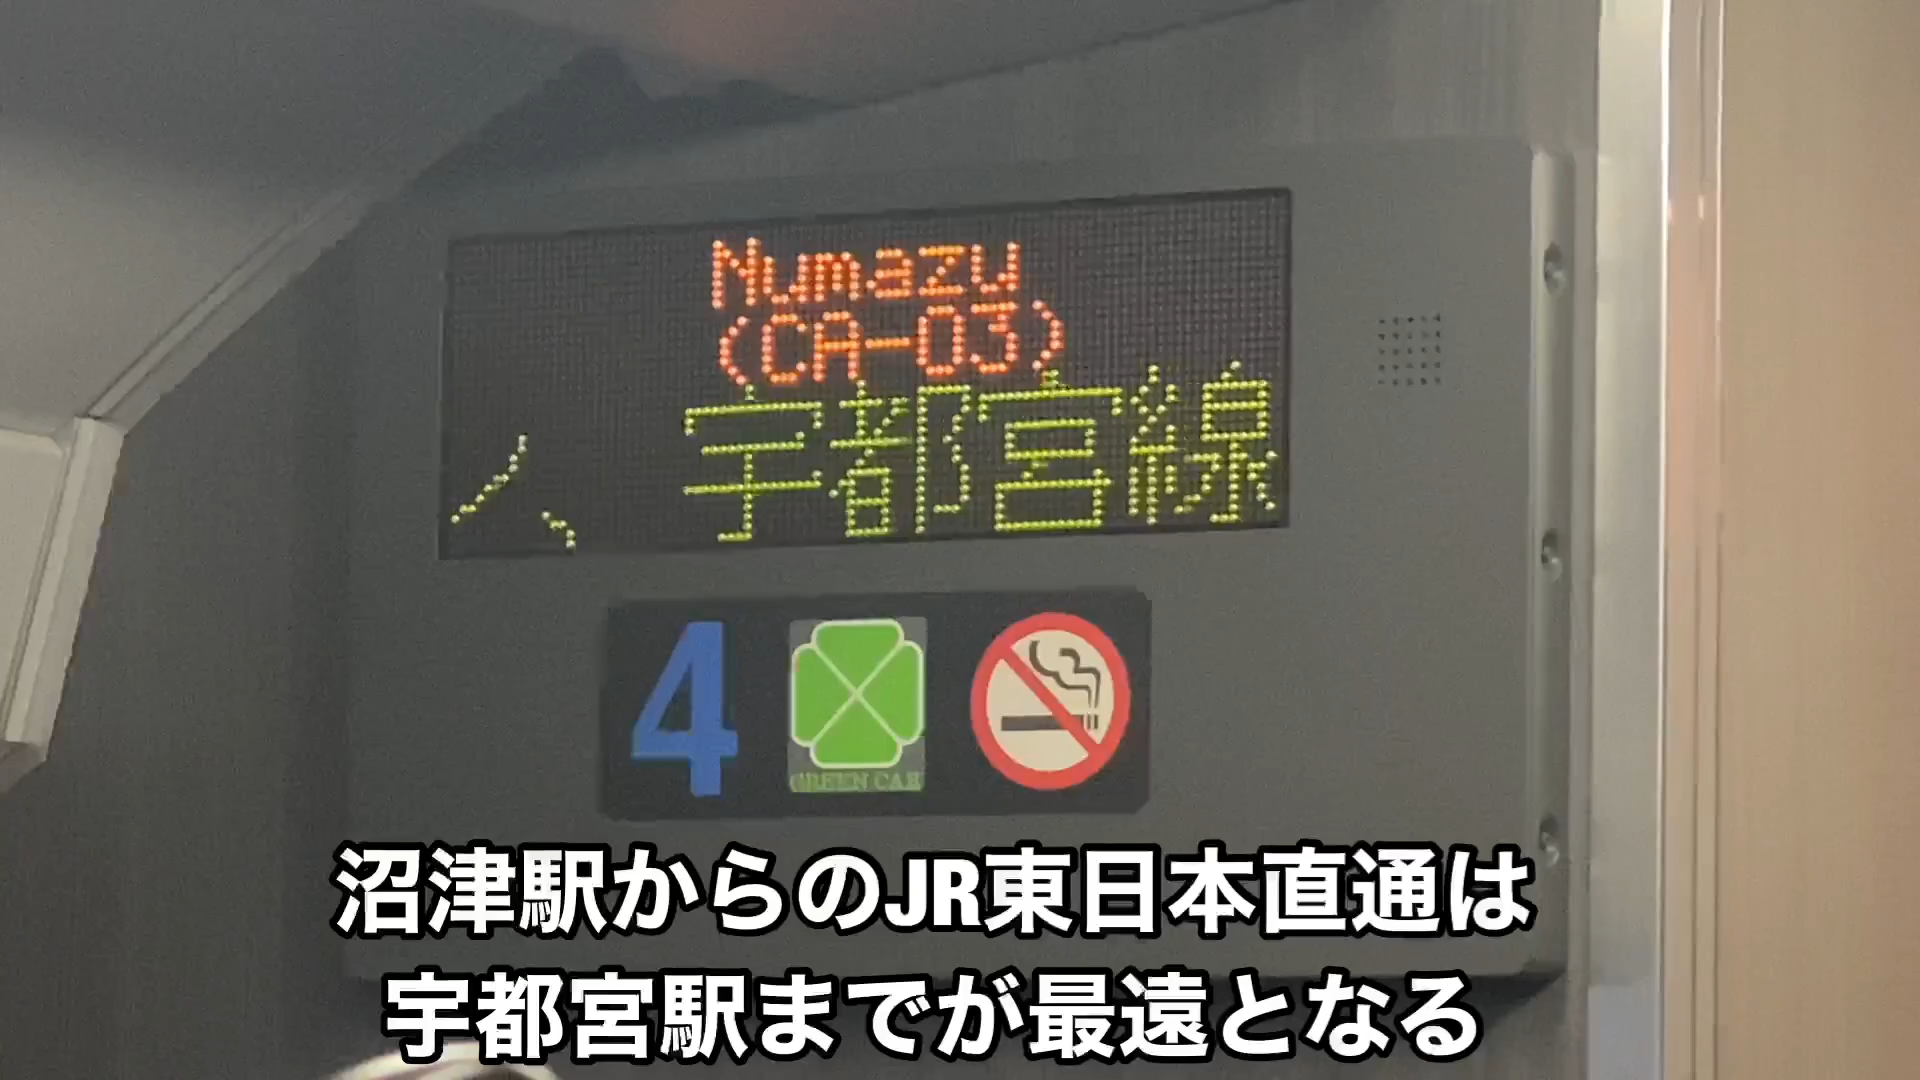 Numazu
(CA-03)
宇都宮線
4
GREEN CAR
沼津駅からのJR東日本直通は
宇都宮駅までが最遠となる